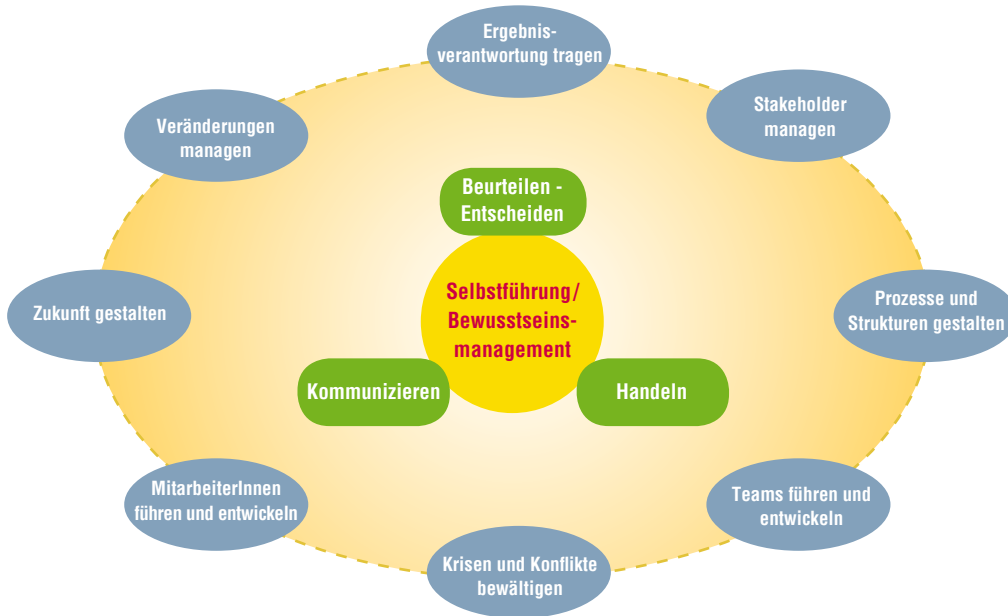 Ergebnis-
verantwortung tragen
Stakeholder
managen
Veränderungen
managen
Beurteilen -
Entscheiden
Selbstführung/
Bewusstseins-
management
Zukunft gestalten
Prozesse und
Strukturen gestalten
Kommunizieren
Handeln
MitarbeiterInnen
führen und entwickeln
Teams führen und
entwickeln
Krisen und Konflikte
bewältigen